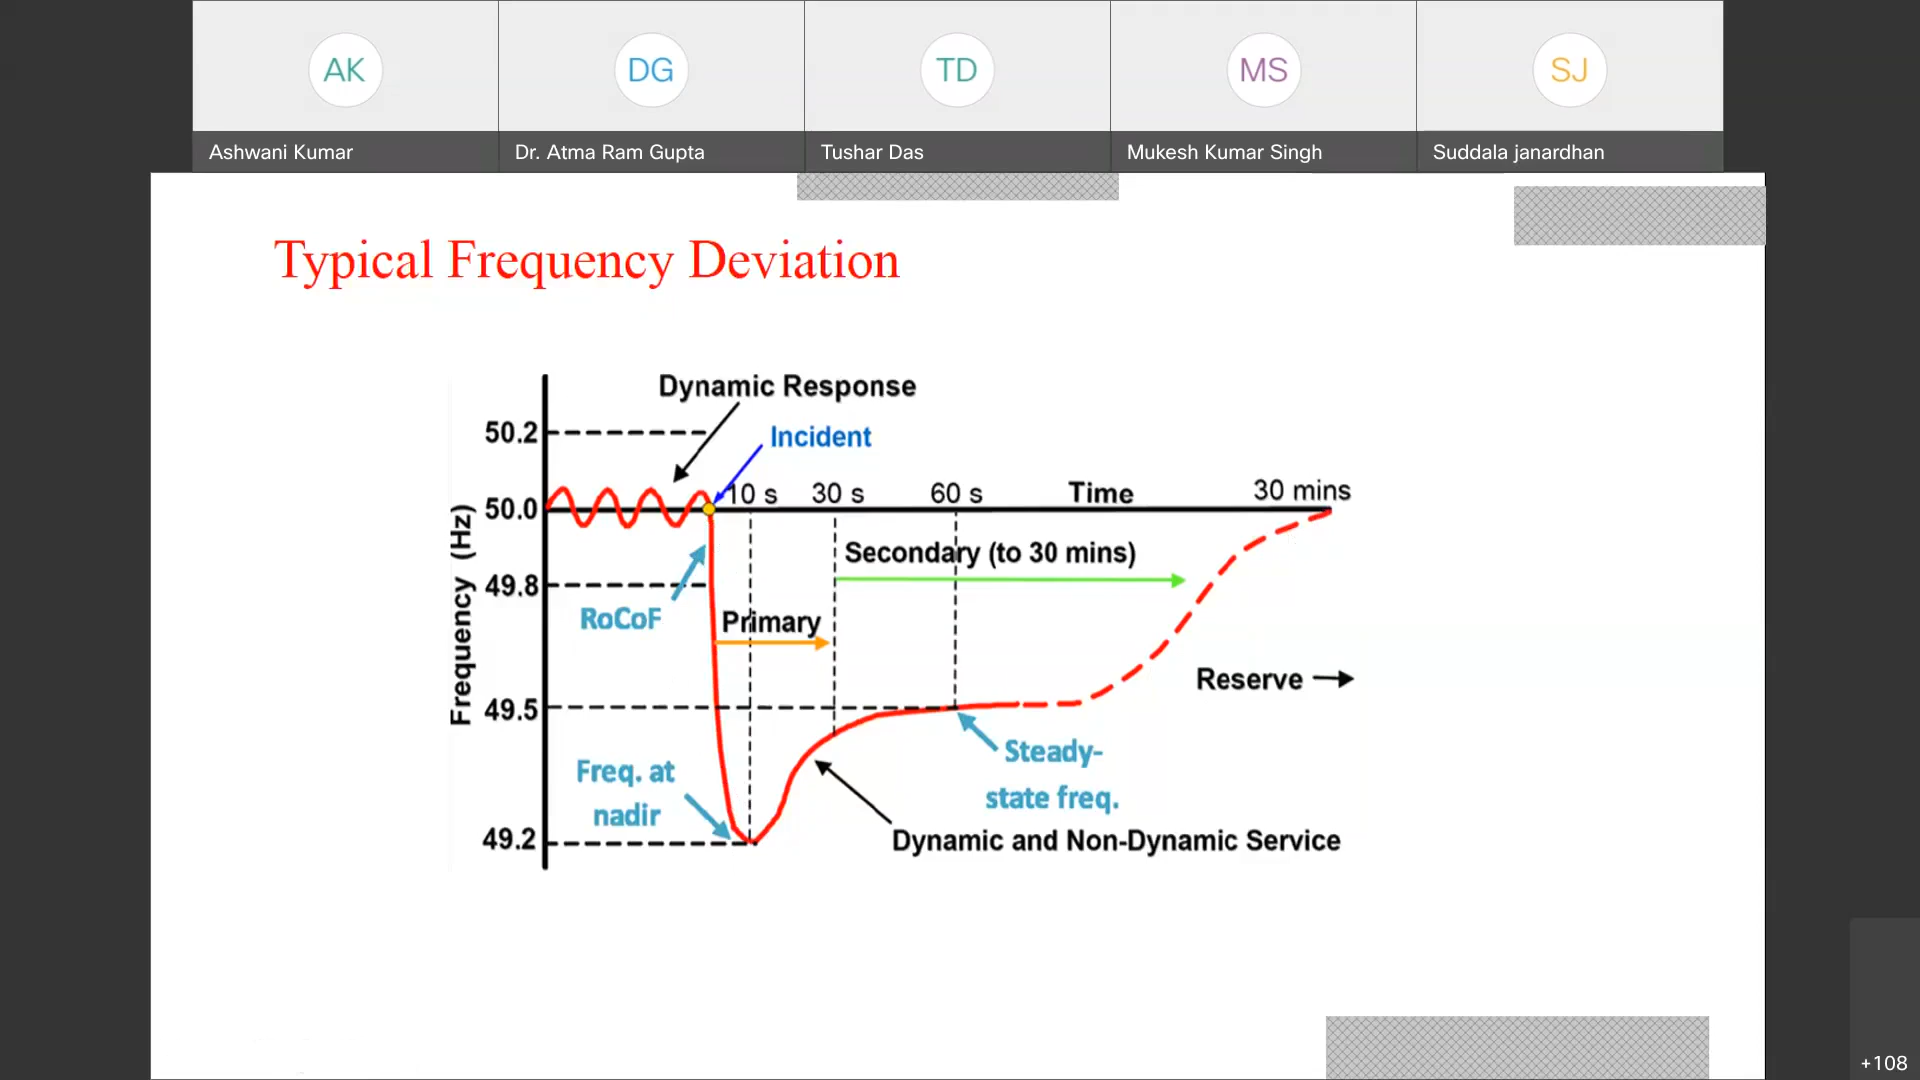 AK
DG
TD
MS
SJ
Ashwani Kumar
Dr. Atma Ram Gupta
Tushar Das
Mukesh Kumar Singh
Suddala janardhan
Typical Frequency Deviation
Dynamic Response
50.2
Incident
10 s
30 s
60 s
Time
30 mins
50.0
Secondary (to 30 mins)
49.8
RoCoF
Primary
Frequency (Hz)
Reserve
49.5
Steady-
state freq.
Freq. at
nadir
49.2
Dynamic and Non-Dynamic Service
+108